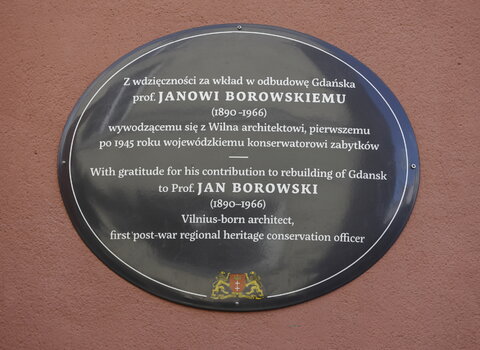 Z wdzięczności za wkład w odbudowę Gdańska
prof. JANOWI BOROWSKIEMU
(1890-1966)
wywodzącemu się z Wilna architektowi, pierwszemu
po 1945 roku wojewódzkiemu konserwatorowi zabytków
With gratitude for his contribution to rebuilding of Gdansk
to Prof. JAN BOROWSKI
(1890–1966)
Vilnius-born architect,
first post-war regional heritage conservation officer